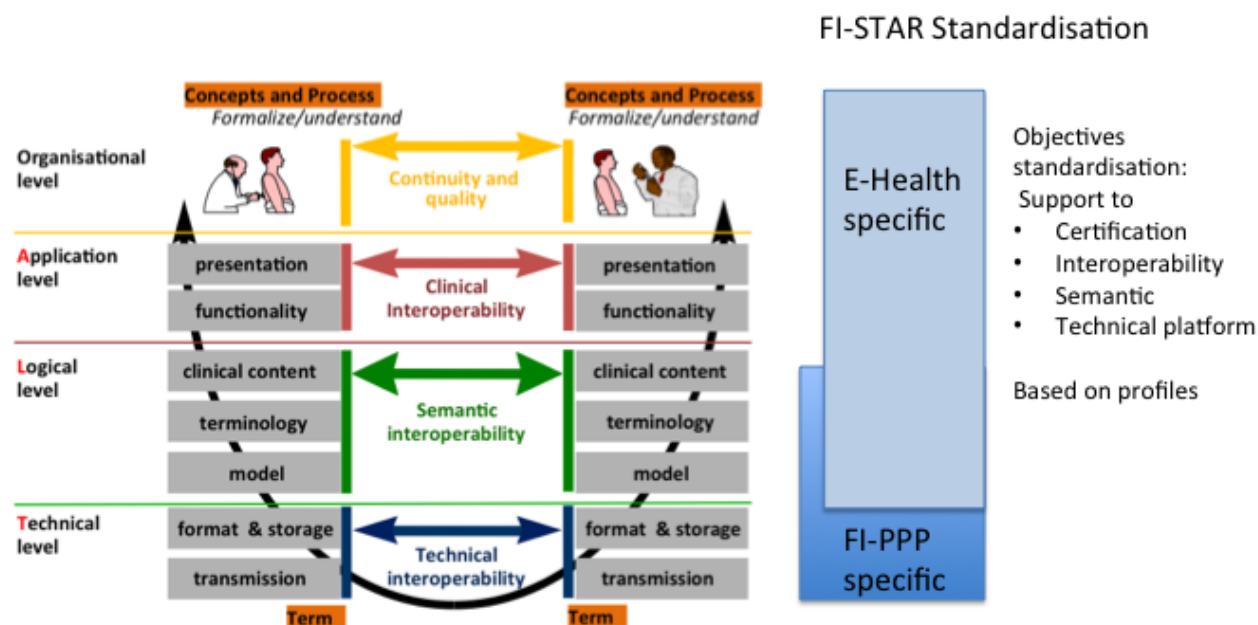 FI-STAR Standardisation
Concepts and Process
Formalize/understand
Concepts and Process
Formalize/understand
Organisational
level
Continuity and
quality
Application
level
presentation
functionality
Clinical
Interoperability
presentation
functionality
Logical
level
clinical content
terminology
model
Semantic
interoperability
clinical content
terminology
model
Technical
level
format & storage
transmission
Technical
interoperability
format & storage
transmission
Term
Term
E-Health
specific
FI-PPP
specific
Objectives
standardisation:
Support to
• Certification
• Interoperability
• Semantic
• Technical platform
Based on profiles